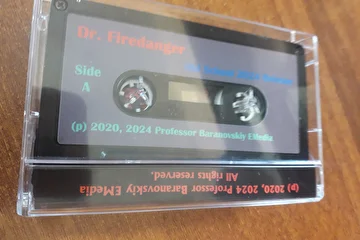 Dr. Firedanger
Side
A
(p) 2020, 2024 Professor Baranovskiy EMedia
(p) 2020, 2024 Professor Baranovskiy EMedia
All rights reserved.